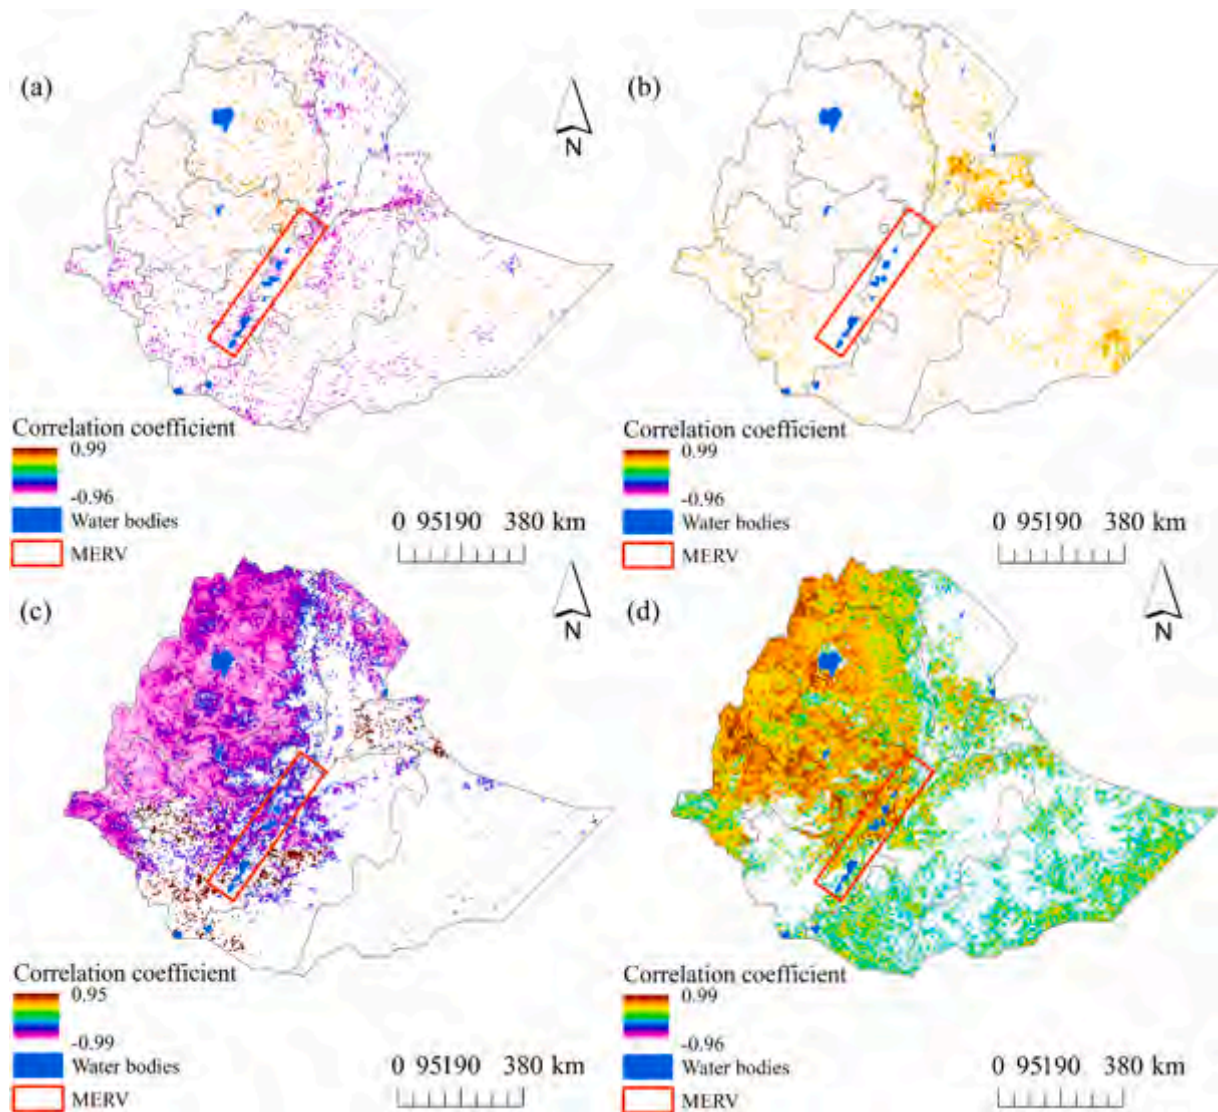 (a)
N
Correlation coefficient
0.99
-0.96
Water bodies
MERV
0 95190 380 km
(b)
N
Correlation coefficient
0.99
-0.96
Water bodies
MERV
0 95190 380 km
(c)
N
Correlation coefficient
0.95
-0.99
Water bodies
MERV
0 95190 380 km
(d)
N
Correlation coefficient
0.99
-0.96
Water bodies
MERV
0 95190 380 km